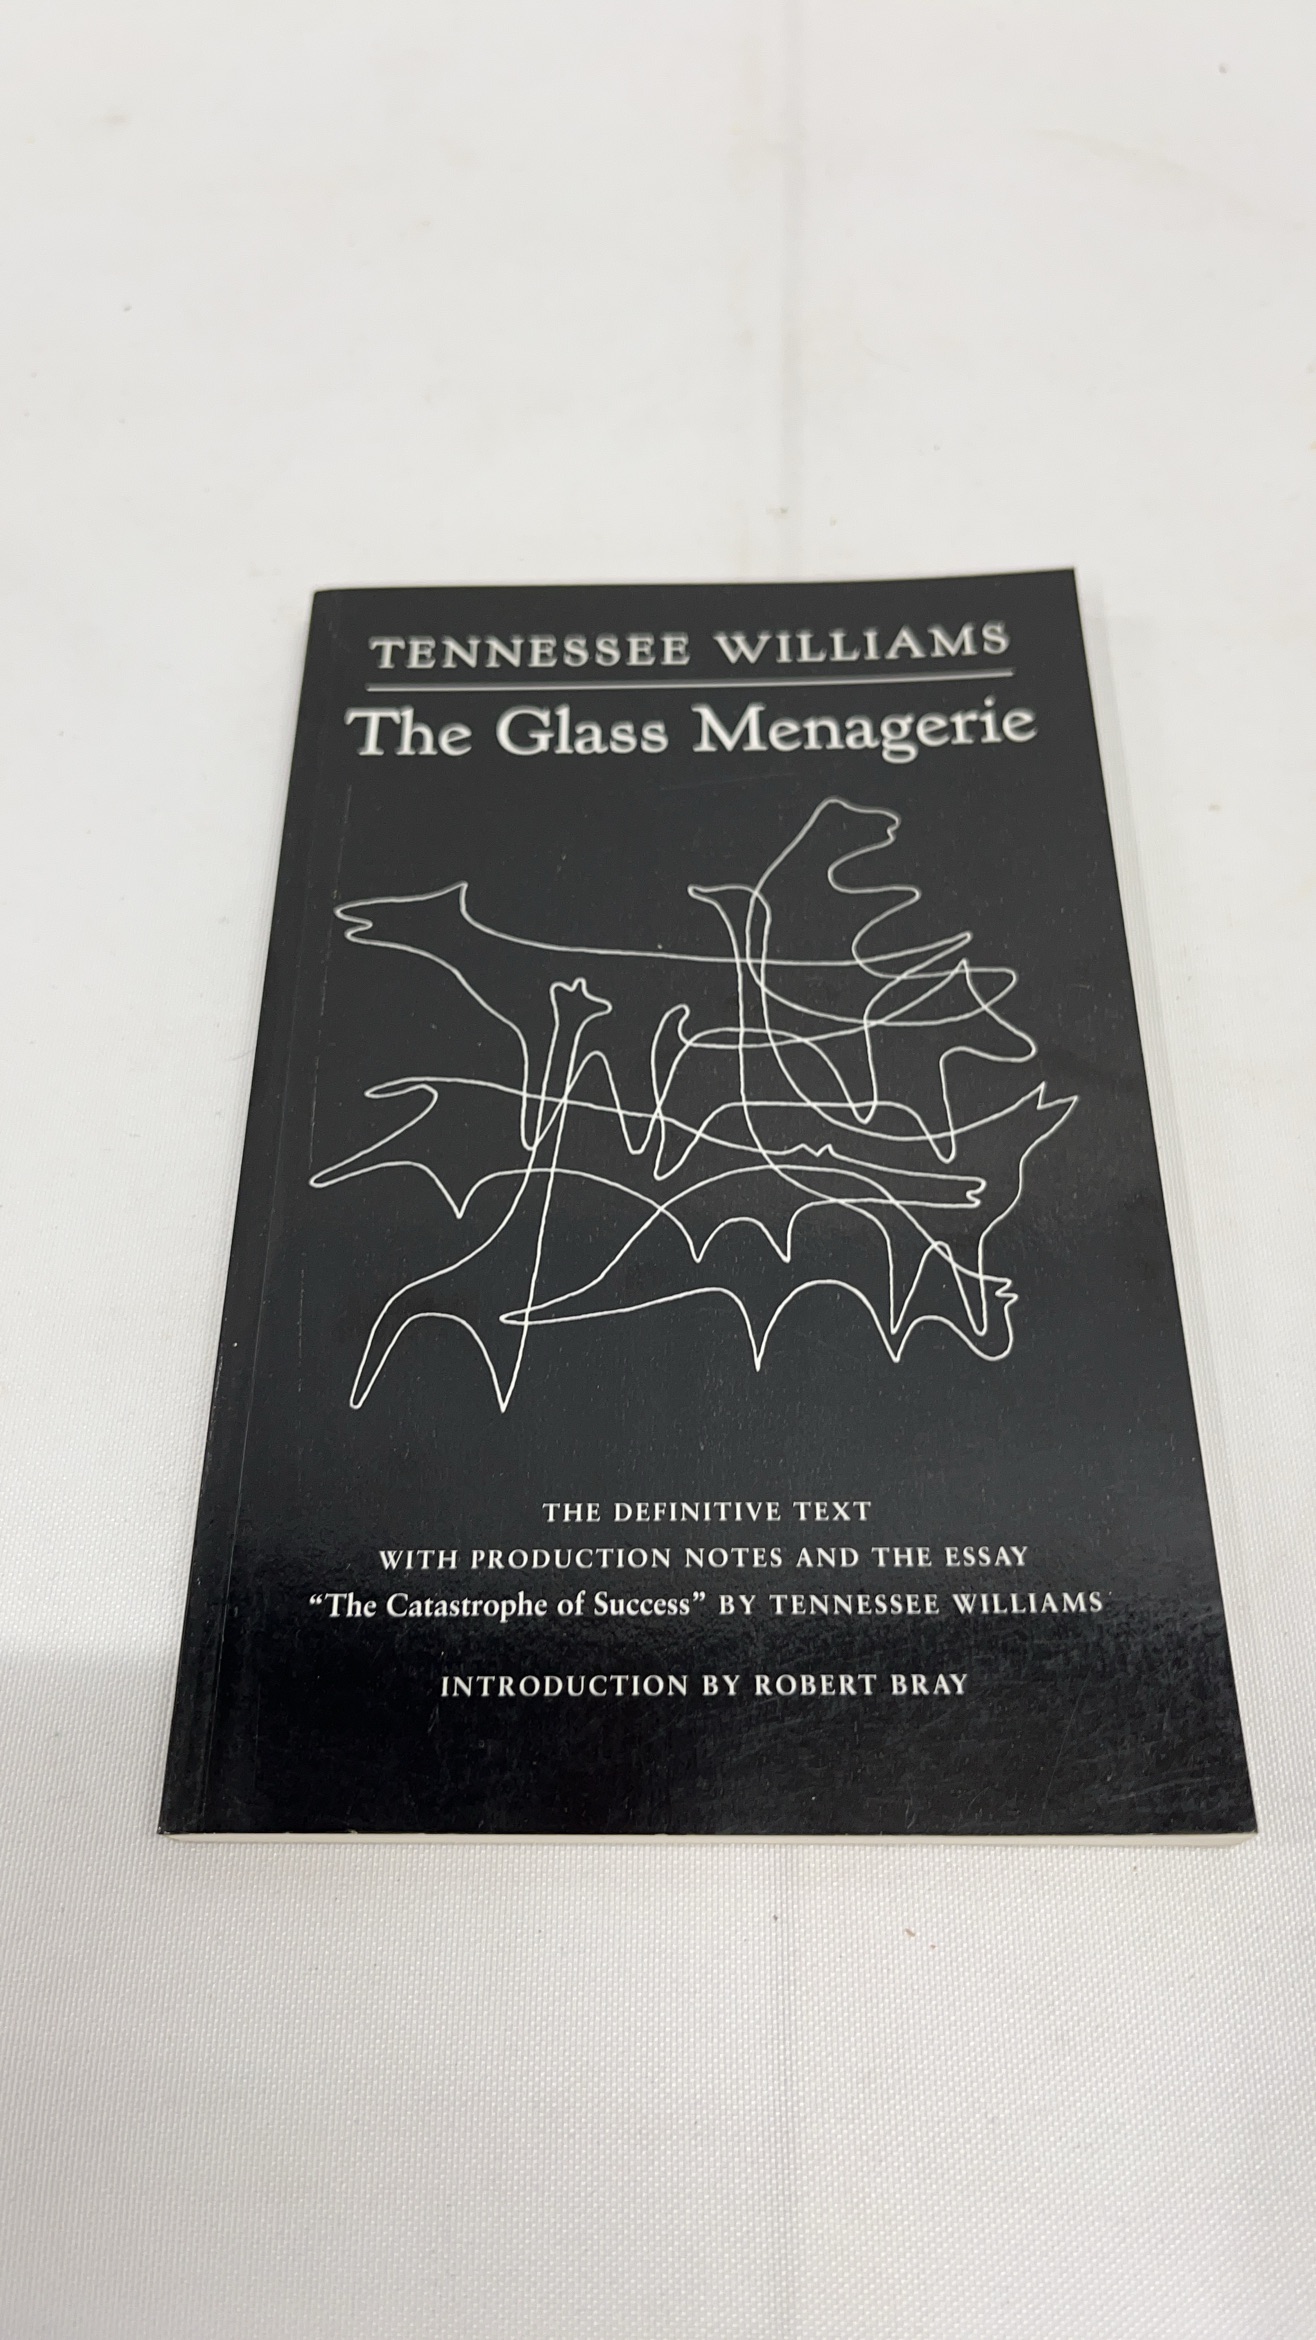 TENNESSEE WILLIAMS
The Glass Menagerie
THE DEFINITIVE TEXT
WITH PRODUCTION NOTES AND THE ESSAY
“The Catastrophe of Success” BY TENNESSEE WILLIAMS
INTRODUCTION BY ROBERT BRAY